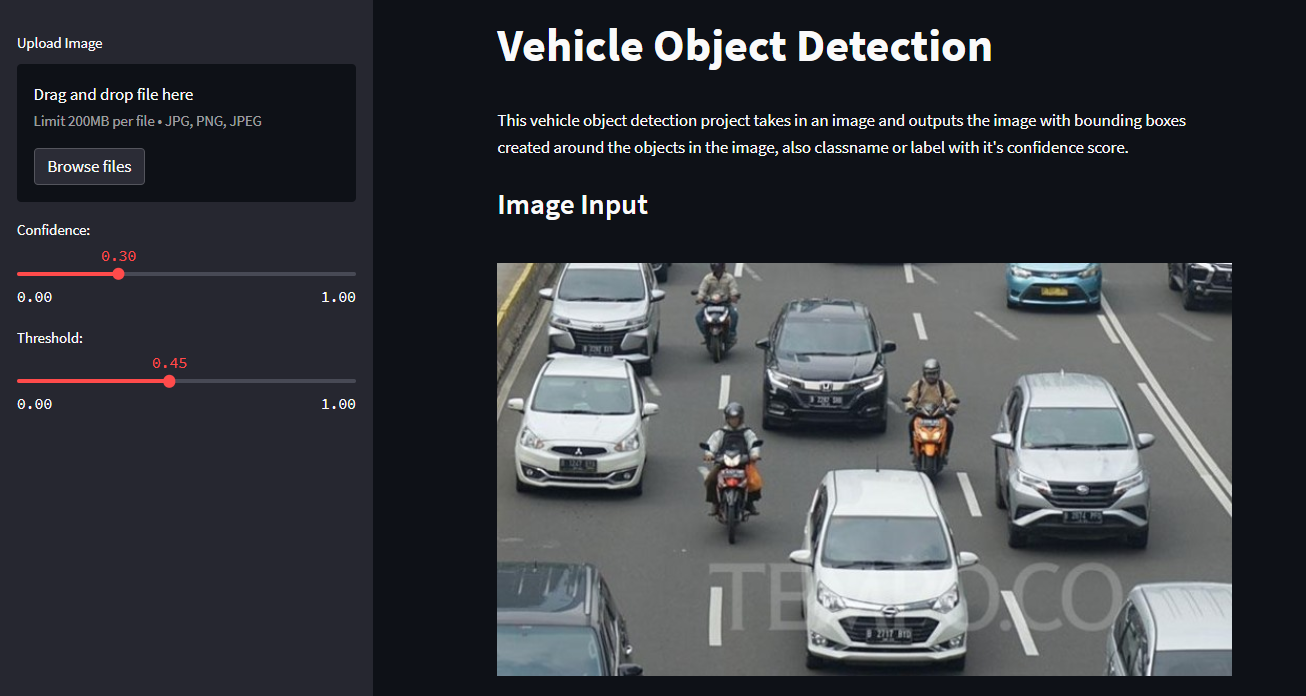 Upload Image
Drag and drop file here
Limit 200MB per file • JPG, PNG, JPEG
Browse files
Confidence:
0.30
0.00 1.00
Threshold:
0.45
0.00 1.00
Vehicle Object Detection
This vehicle object detection project takes in an image and outputs the image with bounding boxes
created around the objects in the image, also classname or label with it's confidence score.
Image Input
TEMPO.CO
B 2717 BYD